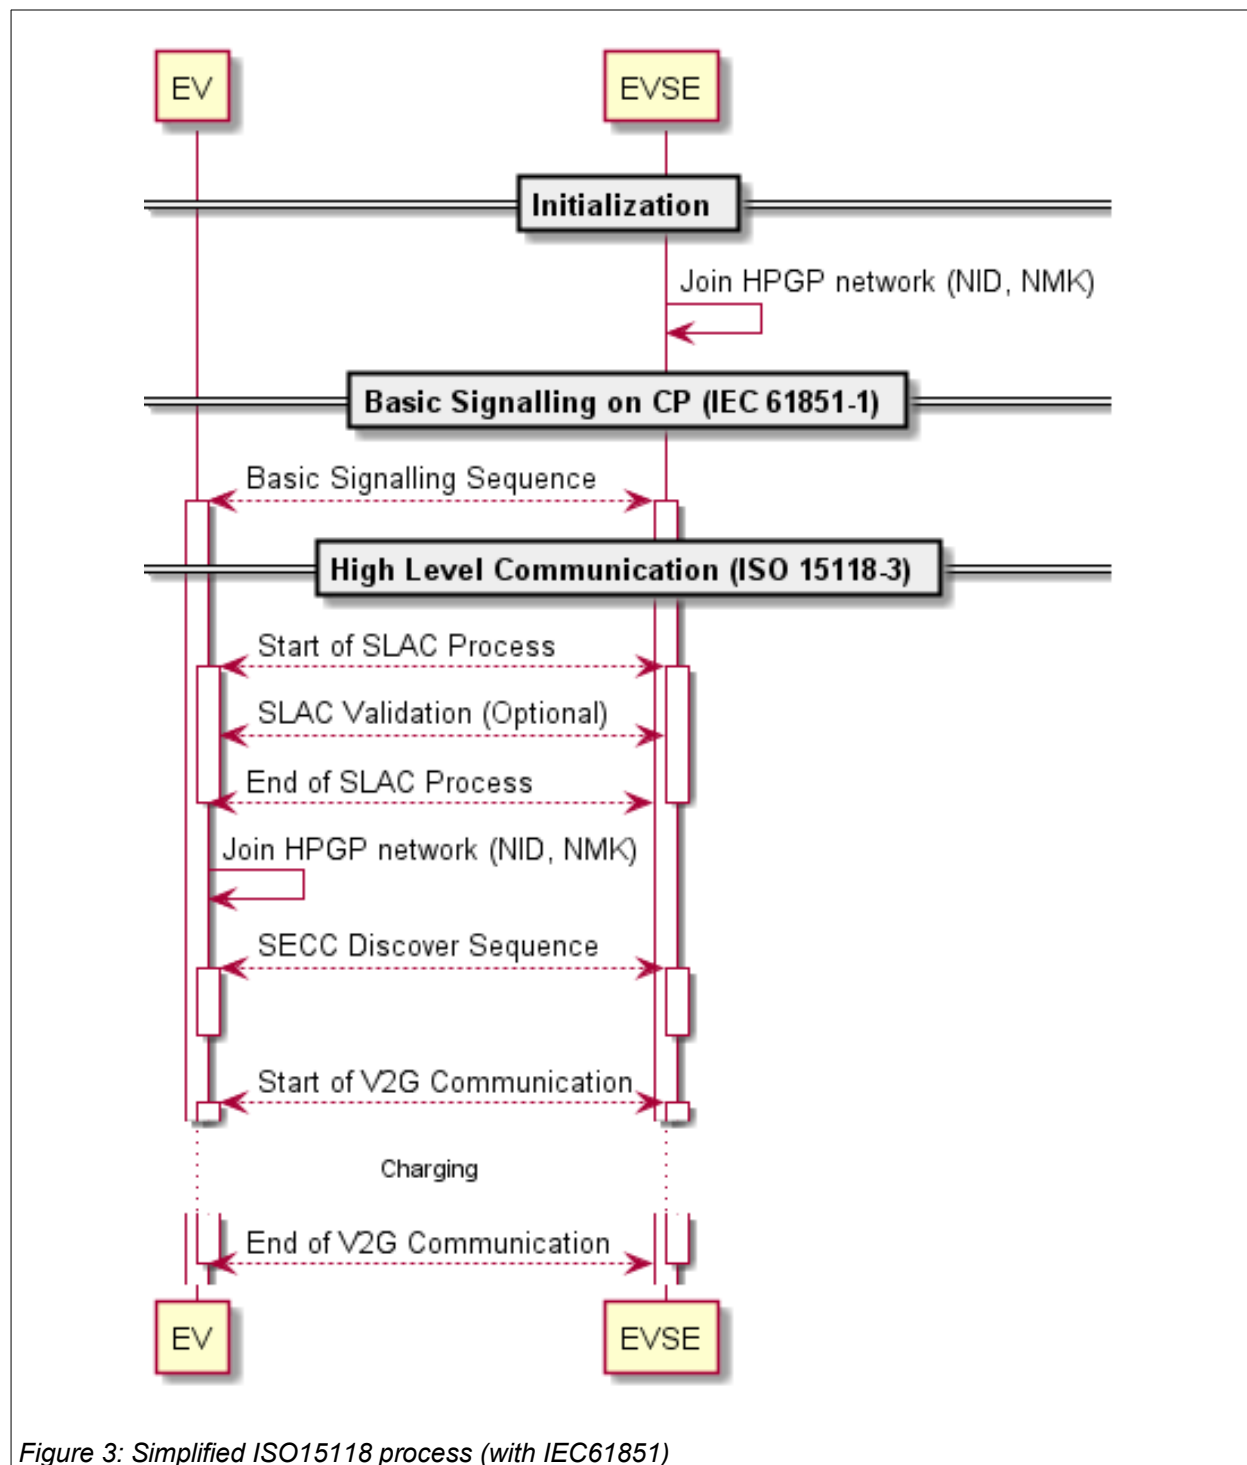 EV EVSE
Initialization
Join HPGP network (NID, NMK)
Basic Signalling on CP (IEC 61851-1)
Basic Signalling Sequence
High Level Communication (ISO 15118-3)
Start of SLAC Process
SLAC Validation (Optional)
End of SLAC Process
Join HPGP network (NID, NMK)
SECC Discover Sequence
Start of V2G Communication
Charging
End of V2G Communication
EV EVSE
Figure 3: Simplified ISO15118 process (with IEC61851)